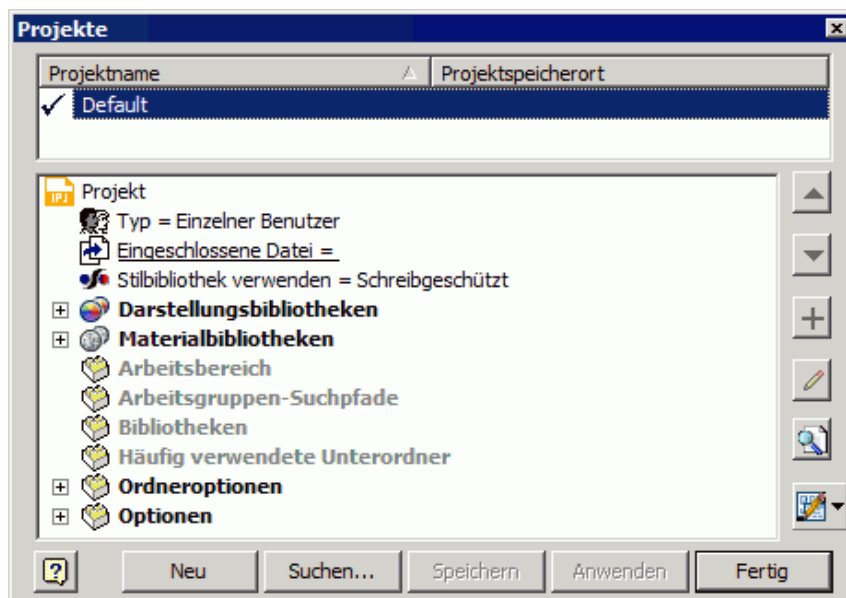 Projekte
Projektname Projektspeicherort
Default
IPJ Projekt
Typ = Einzelner Benutzer
Eingeschlossene Datei =
Stilbibliothek verwenden = Schreibgeschützt
Darstellungsbibliotheken
Materialbibliotheken
Arbeitsbereich
Arbeitsgruppen-Suchpfade
Bibliotheken
Häufig verwendete Unterordner
Ordneroptionen
Optionen
Neu Suchen... Speichern Anwenden Fertig